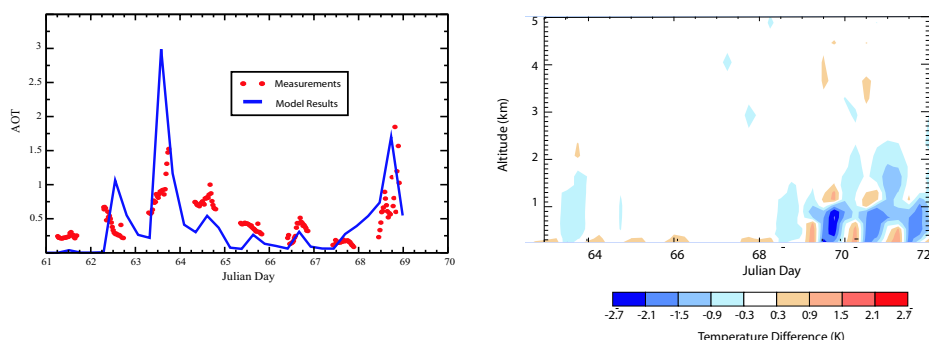 3
2.5
2
1.5
1
0.5
0
AOT
Measurements
Model Results
61 62 63 64 65 66 67 68 69 70
Julian Day
5
4
3
2
1
Altitude (km)
64 66 68 70 72
Julian Day
-2.7 -2.1 -1.5 -0.9 -0.3 0.3 0.9 1.5 2.1 2.7
Temperature Difference (K)